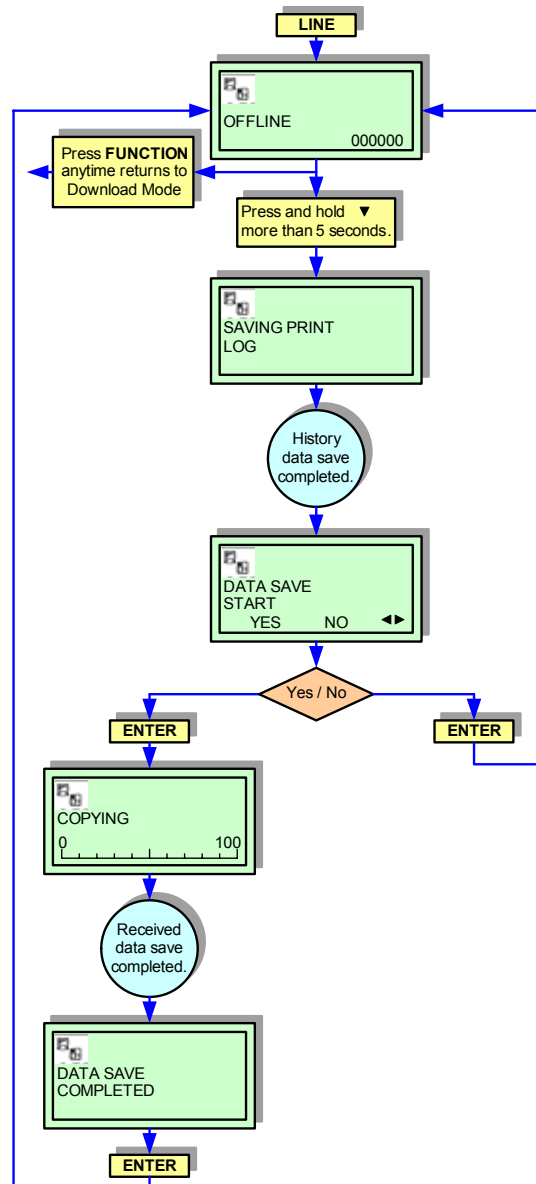 LINE
OFFLINE
000000
Press FUNCTION
anytime returns to
Download Mode
Press and hold ▼
more than 5 seconds.
SAVING PRINT
LOG
History
data save
completed.
DATA SAVE
START
YES NO ◄►
Yes / No
ENTER
ENTER
COPYING
0 100
Received
data save
completed.
DATA SAVE
COMPLETED
ENTER